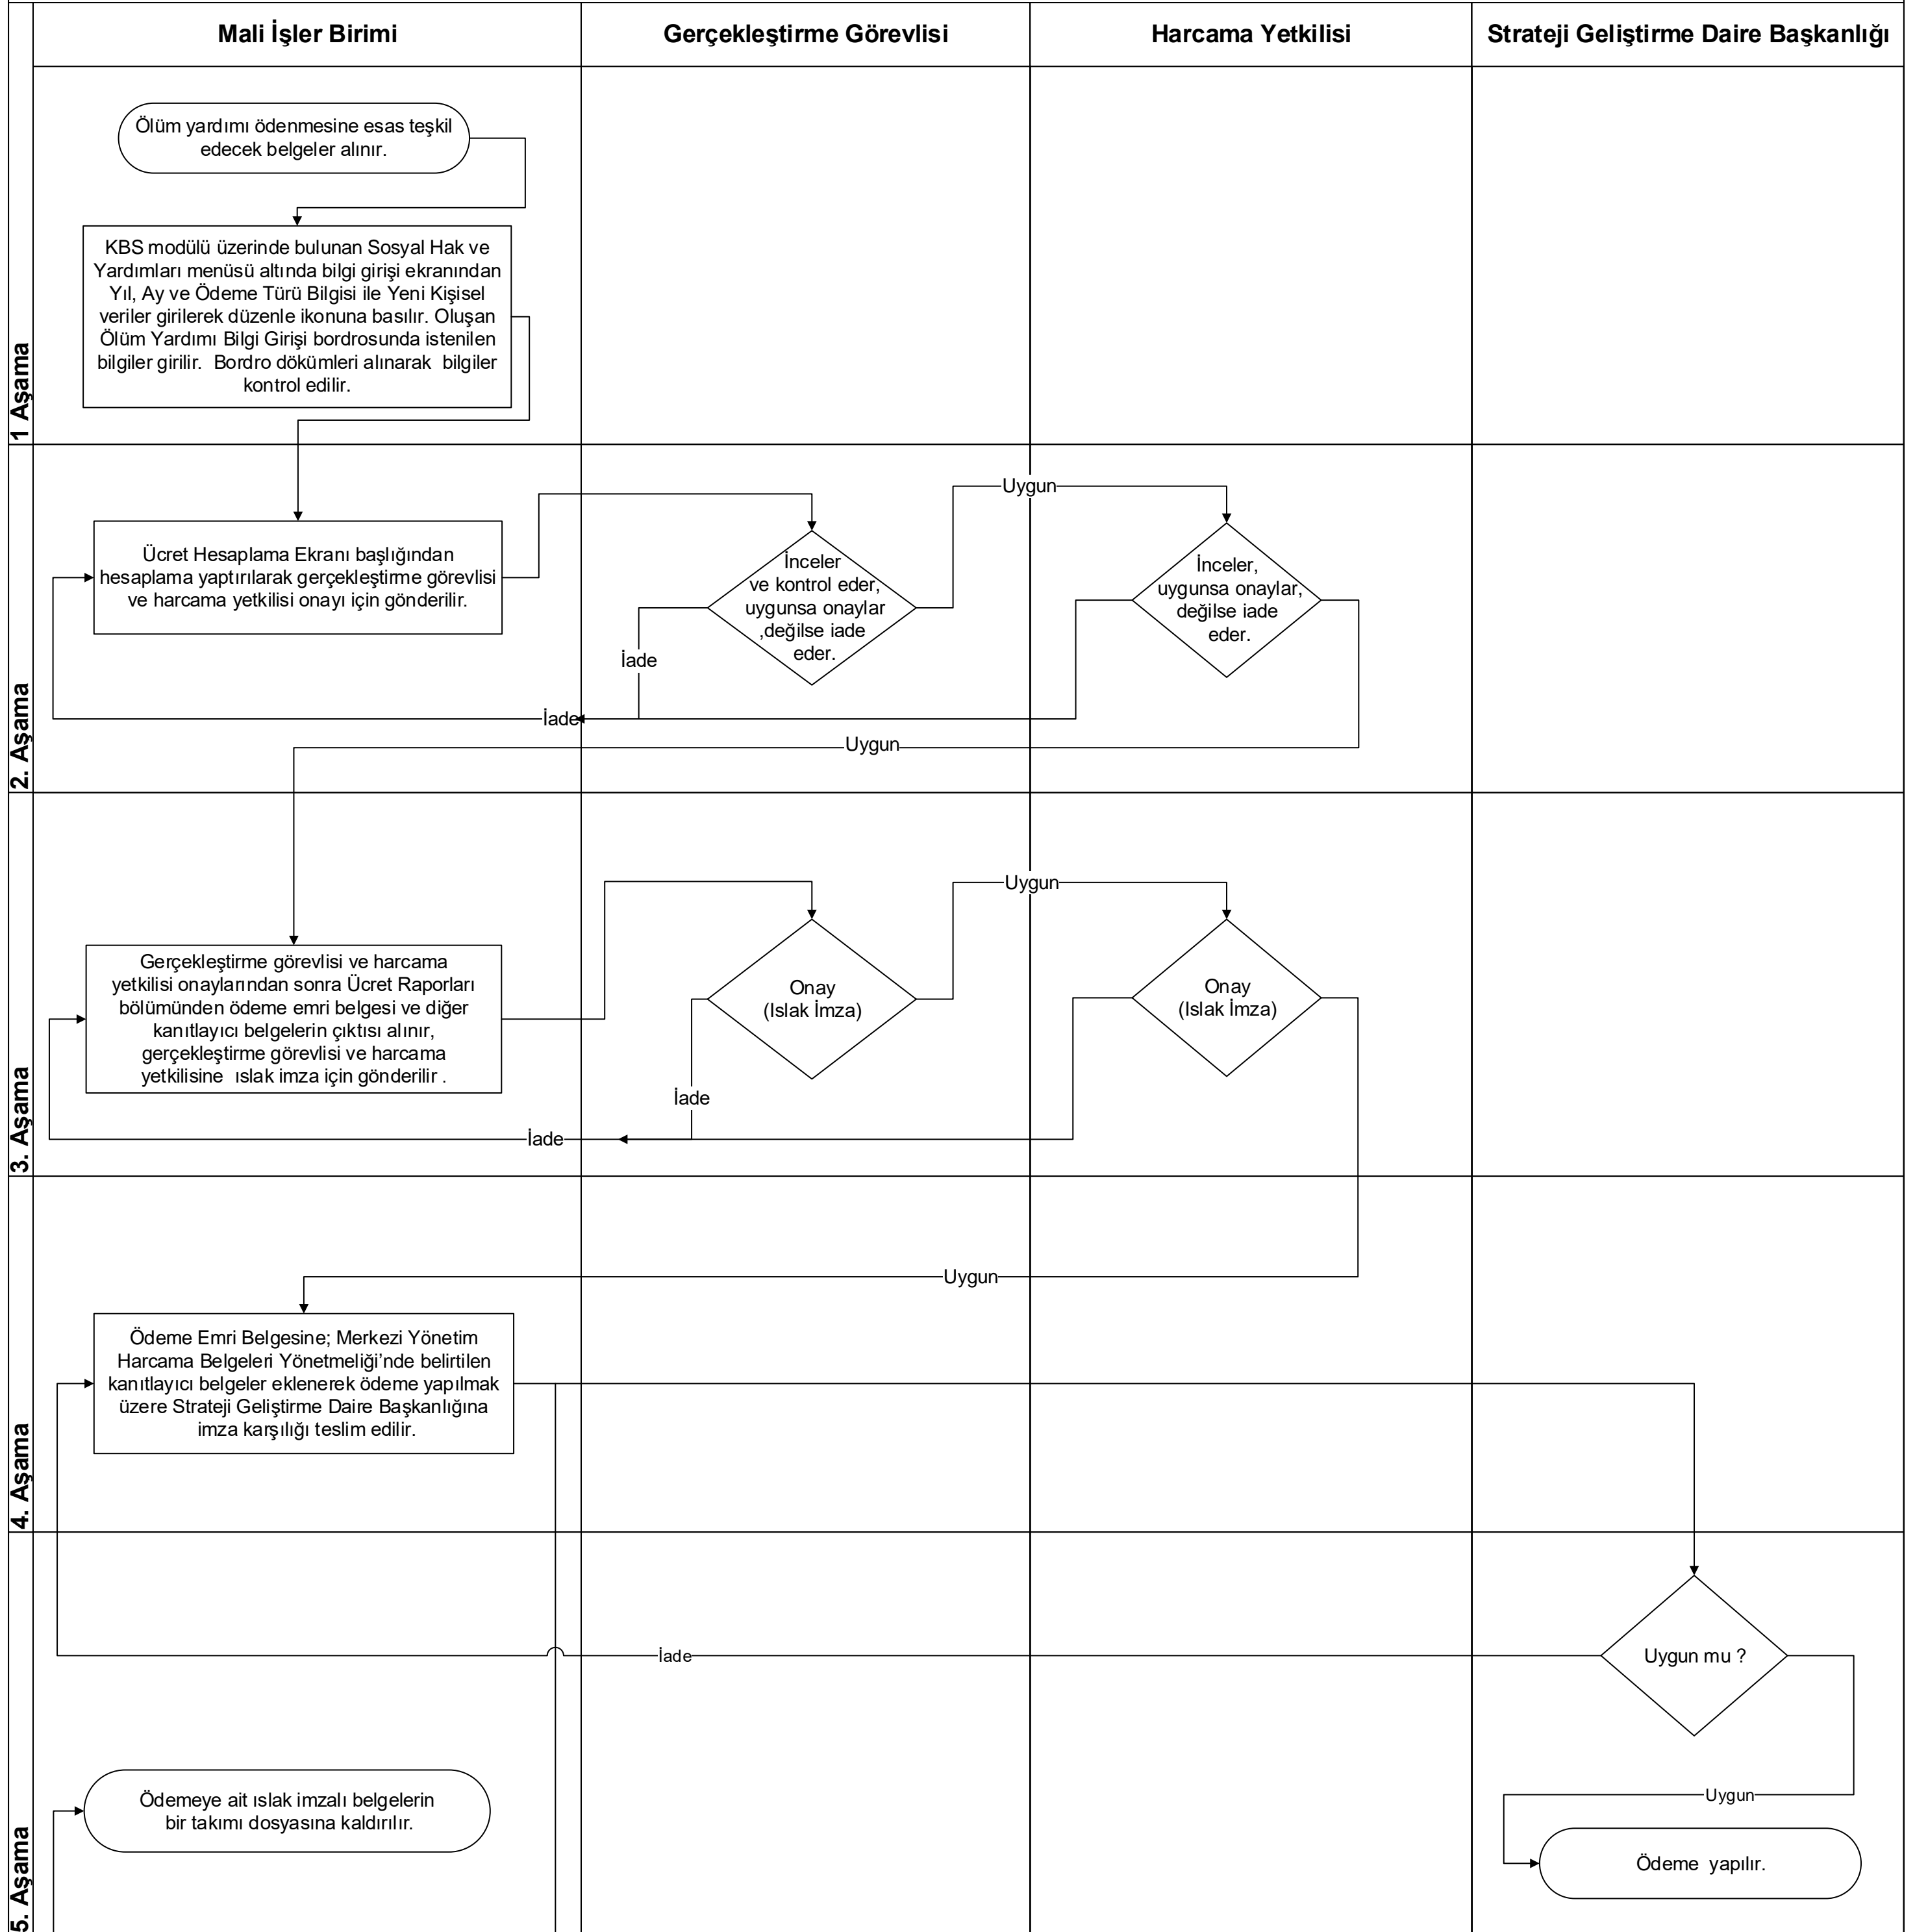 Mali İşler Birimi
Gerçekleştirme Görevlisi
Harcama Yetkilisi
Strateji Geliştirme Daire Başkanlığı
1 Aşama
Ölüm yardımı ödenmesine esas teşkil
edecek belgeler alınır.
KBS modülü üzerinde bulunan Sosyal Hak ve
Yardımları menüsü altında bilgi girişi ekranından
Yıl, Ay ve Ödeme Türü Bilgisi ile Yeni Kişisel
veriler girilerek düzenle ikonuna basılır. Oluşan
Ölüm Yardımı Bilgi Girişi bordrosunda istenilen
bilgiler girilir.  Bordro dökümleri alınarak  bilgiler
kontrol edilir.
2. Aşama
Ücret Hesaplama Ekranı başlığından
hesaplama yaptırılarak gerçekleştirme görevlisi
ve harcama yetkilisi onayı için gönderilir.
İnceler
ve kontrol eder,
uygunsa onaylar
,değilse iade
eder.
Uygun
İnceler,
uygunsa onaylar,
değilse iade
eder.
İade
İade
Uygun
3. Aşama
Gerçekleştirme görevlisi ve harcama
yetkilisi onaylarından sonra Ücret Raporları
bölümünden ödeme emri belgesi ve diğer
kanıtlayıcı belgelerin çıktısı alınır,
gerçekleştirme görevlisi ve harcama
yetkilisine  ıslak imza için gönderilir .
Onay
(Islak İmza)
Uygun
Onay
(Islak İmza)
İade
İade
4. Aşama
Uygun
Ödeme Emri Belgesine; Merkezi Yönetim
Harcama Belgeleri Yönetmeliği’nde belirtilen
kanıtlayıcı belgeler eklenerek ödeme yapılmak
üzere Strateji Geliştirme Daire Başkanlığına
imza karşılığı teslim edilir.
5. Aşama
İade
Uygun mu ?
Uygun
Ödemeye ait ıslak imzalı belgelerin
bir takımı dosyasına kaldırılır.
Ödeme  yapılır.